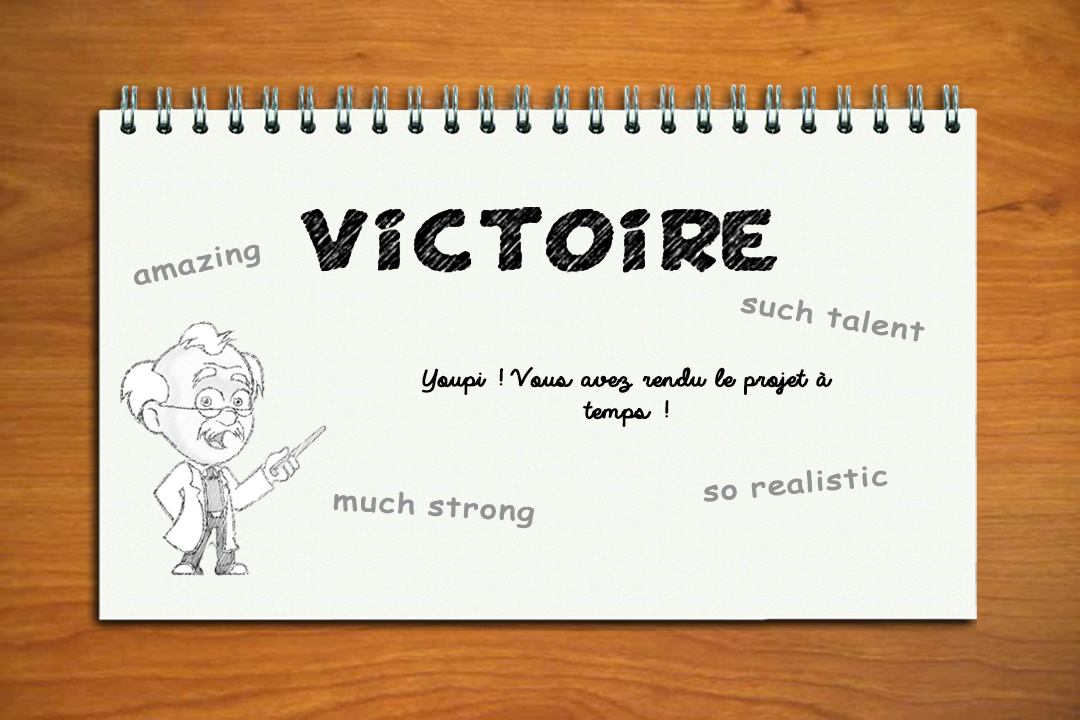 VICTOIRE
amazing
such talent
Youpi ! Vous avez rendu le projet à
temps !
so realistic
much strong